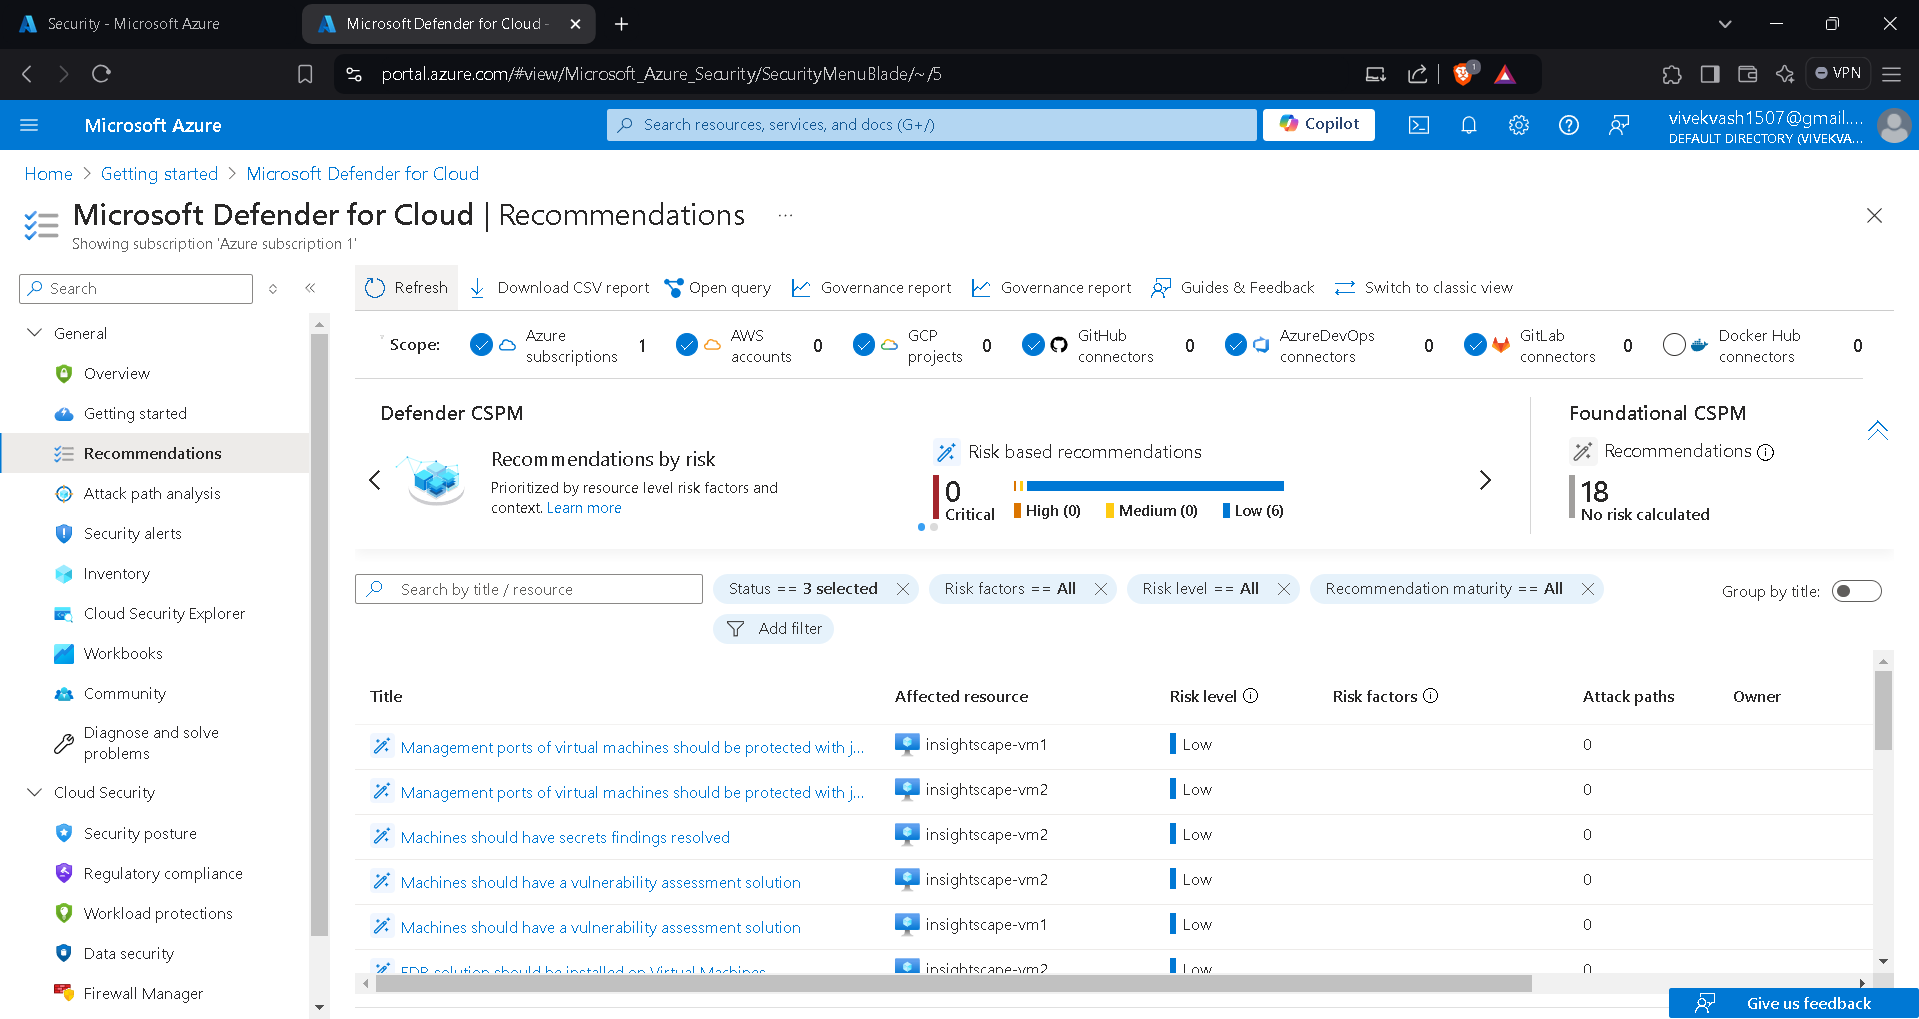 Security - Microsoft Azure
Microsoft Defender for Cloud -
portal.azure.com/#view/Microsoft_Azure_Security/SecurityMenuBlade/~/5
1
VPN
Microsoft Azure
Search resources, services, and docs (G+/)
Copilot
vivekvash1507@gmail....
DEFAULT DIRECTORY (VIVEKVA...
Home > Getting started > Microsoft Defender for Cloud
Microsoft Defender for Cloud | Recommendations ...
Showing subscription 'Azure subscription 1'
Search
General
Overview
Getting started
Recommendations
Attack path analysis
Security alerts
Inventory
Cloud Security Explorer
Workbooks
Community
Diagnose and solve
problems
Cloud Security
Security posture
Regulatory compliance
Workload protections
Data security
Firewall Manager
Refresh
Download CSV report
Open query
Governance report
Governance report
Guides & Feedback
Switch to classic view
Scope:
Azure
subscriptions
1
AWS
accounts
0
GCP
projects
0
GitHub
connectors
0
AzureDevOps
connectors
0
GitLab
connectors
0
Docker Hub
connectors
0
Defender CSPM
Recommendations by risk
Prioritized by resource level risk factors and
context. Learn more
Risk based recommendations
0
Critical
High (0)
Medium (0)
Low (6)
Foundational CSPM
Recommendations
18
No risk calculated
Search by title / resource
Status == 3 selected
Risk factors == All
Risk level == All
Recommendation maturity == All
Add filter
Group by title:
Title Affected resource Risk level Risk factors Attack paths Owner
Management ports of virtual machines should be protected with j... insightscape-vm1 Low 0
Management ports of virtual machines should be protected with j... insightscape-vm2 Low 0
Machines should have secrets findings resolved insightscape-vm2 Low 0
Machines should have a vulnerability assessment solution insightscape-vm2 Low 0
Machines should have a vulnerability assessment solution insightscape-vm1 Low 0
EDR solution should be installed on Virtual Machines insightscape-vm2 Low 0
Give us feedback